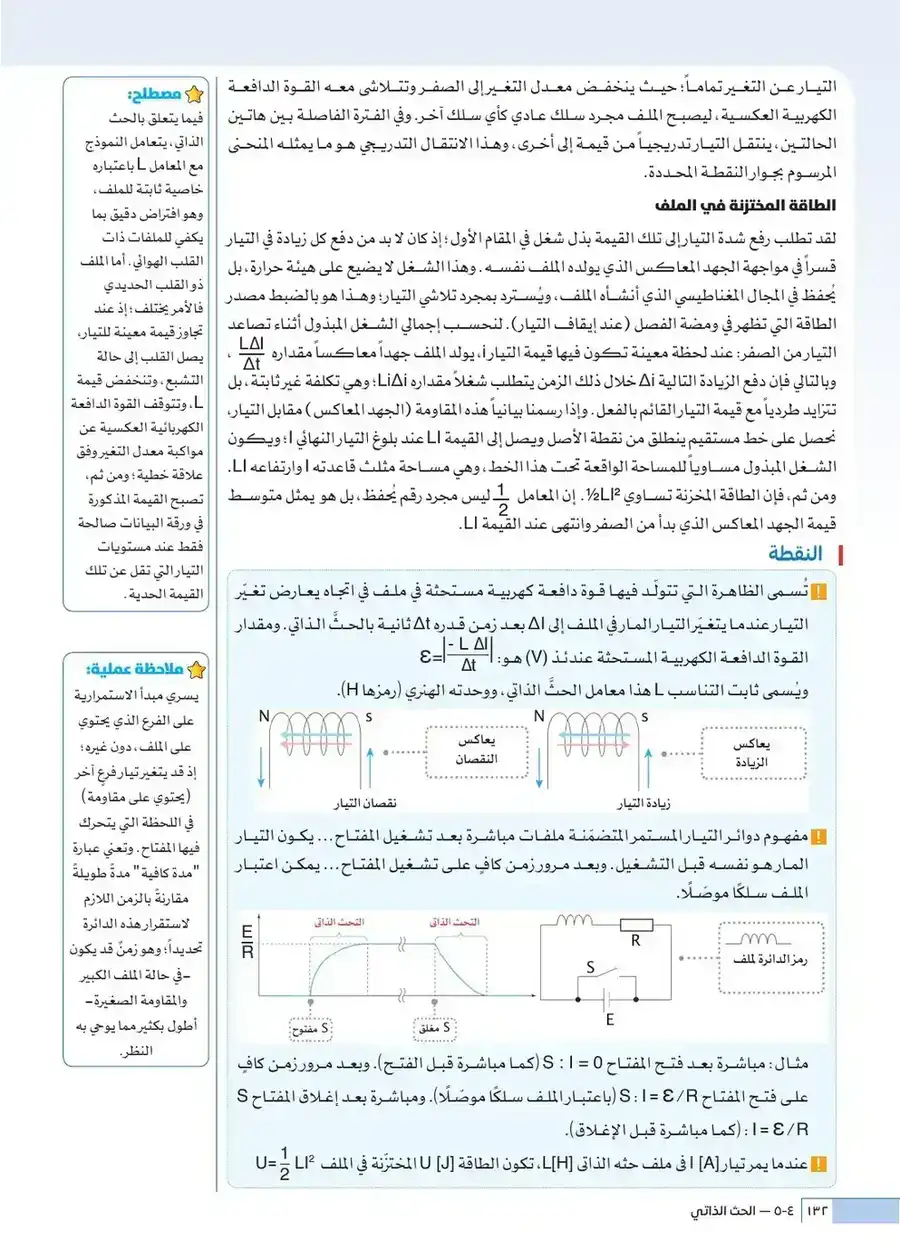 التيار عن التغير تماماً؛ حيث ينخفض معدل التغير إلى الصفر وتتلاشى معه القوة الدافعة
الكهربية العكسية، ليصبح الملف مجرد سلك عادي كأي سلك آخر. وفي الفترة الفاصلة بين هاتين
الحالتين، ينتقل التيار تدريجياً من قيمة إلى أخرى، وهذا الانتقال التدريجي هو ما يمثله المنحنى
المرسوم بجوار النقطة المحددة.
الطاقة المختزنة في الملف
لقد تطلب رفع شدة التيار إلى تلك القيمة بذل شغل في المقام الأول؛ إذ كان لا بد من دفع كل زيادة في التيار
قسراً في مواجهة الجهد المعاكس الذي يولده الملف نفسه. وهذا الشغل لا يضيع على هيئة حرارة، بل
يُحفظ في المجال المغناطيسي الذي أنشأه الملف، ويُسترد بمجرد تلاشي التيار؛ وهذا هو بالضبط مصدر
الطاقة التي تظهر في ومضة الفصل (عند إيقاف التيار). لنحسب إجمالي الشغل المبذول أثناء تصاعد
التيار من الصفر: عند لحظة معينة تكون فيها قيمة التيار i، يولد الملف جهداً معاكساً مقداره LΔI/Δt ،
وبالتالي فإن دفع الزيادة التالية Δi خلال ذلك الزمن يتطلب شغلاً مقداره LiΔi؛ وهي تكلفة غير ثابتة، بل
تتزايد طردياً مع قيمة التيار القائم بالفعل. وإذا رسمنا بيانياً هذه المقاومة (الجهد المعاكس) مقابل التيار،
نحصل على خط مستقيم ينطلق من نقطة الأصل ويصل إلى القيمة LI عند بلوغ التيار النهائي I؛ ويكون
الشغل المبذول مساوياً للمساحة الواقعة تحت هذا الخط، وهي مساحة مثلث قاعدته I وارتفاعه LI.
ومن ثم، فإن الطاقة المخزنة تساوي ½LI². إن المعامل 1/2 ليس مجرد رقم يُحفظ، بل هو يمثل متوسط
قيمة الجهد المعاكس الذي بدأ من الصفر وانتهى عند القيمة LI.
النقطة
! تُسمى الظاهرة التي تتولّد فيها قوة دافعة كهربية مستحثة في ملف في اتجاه يعارض تغيّر
التيار عندما يتغيّر التيار المار في الملف إلى ΔI بعد زمن قدره Δt ثانية بالحثَّ الذاتي. ومقدار
القوة الدافعة الكهربية المستحثة عندئذ (V) هو: Ɛ=|- L ΔI/Δt|
ويُسمى ثابت التناسب L هذا معامل الحثَّ الذاتي، ووحدته الهنري (رمزها H).
يعاكس
الزيادة
N
s
زيادة التيار
يعاكس
النقصان
N
s
نقصان التيار
! مفهوم دوائر التيار المستمر المتضمّنة ملفات مباشرة بعد تشغيل المفتاح... يكون التيار
المار هو نفسه قبل التشغيل. وبعد مرور زمن كافٍ على تشغيل المفتاح... يمكن اعتبار
الملف سلكًا موصّلًا.
رمز الدائرة لملف
R
S
E
E/R
التحث الذاتي
التحث الذاتي
S مفتوح
S مغلق
مثال: مباشرة بعد فتح المفتاح S : I = 0 (كما مباشرة قبل الفتح). وبعد مرور زمن كافٍ
على فتح المفتاح S : I = Ɛ/R (باعتبار الملف سلكًا موصّلًا). ومباشرة بعد إغلاق المفتاح S
: I = Ɛ/R (كما مباشرة قبل الإغلاق).
! عندما يمر تيار I [A] في ملف حثه الذاتي L[H]، تكون الطاقة U [J] المختزَنة في الملف U= 1/2 LI²
مصطلح:
فيما يتعلق بالحث
الذاتي، يتعامل النموذج
مع المعامل L باعتباره
خاصية ثابتة للملف،
وهو افتراض دقيق بما
يكفي للملفات ذات
القلب الهوائي. أما الملف
ذو القلب الحديدي
فالأمر يختلف؛ إذ عند
تجاوز قيمة معينة للتيار،
يصل القلب إلى حالة
التشبع، وتنخفض قيمة
L، وتتوقف القوة الدافعة
الكهربائية العكسية عن
مواكبة معدل التغير وفق
علاقة خطية؛ ومن ثم،
تصبح القيمة المذكورة
في ورقة البيانات صالحة
فقط عند مستويات
التيار التي تقل عن تلك
القيمة الحدية.
ملاحظة عملية:
يسري مبدأ الاستمرارية
على الفرع الذي يحتوي
على الملف، دون غيره؛
إذ قد يتغير تيار فرع آخر
(يحتوي على مقاومة)
في اللحظة التي يتحرك
فيها المفتاح. وتعني عبارة
"مدة كافية" مدةً طويلةً
مقارنةً بالزمن اللازم
لاستقرار هذه الدائرة
تحديداً؛ وهو زمنٌ قد يكون
–في حالة الملف الكبير
والمقاومة الصغيرة–
أطول بكثير مما يوحي به
النظر.
١٣٢ ٤-٥ — الحث الذاتي